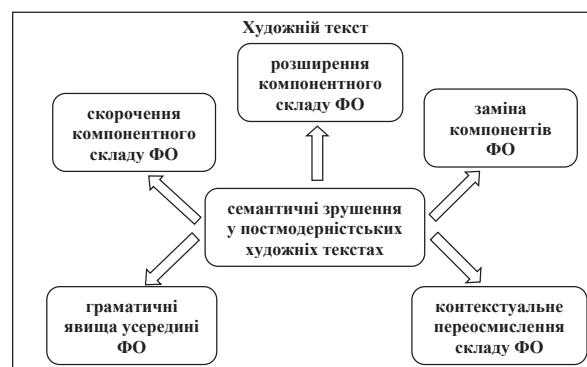 Художній текст
розширення
компонентного
складу ФО
скорочення
компонентного
складу ФО
заміна
компонентів
ФО
семантичні зрушення
у постмодерністських
художніх текстах
граматичні
явища усередині
ФО
контекстуальне
переосмислення
складу ФО